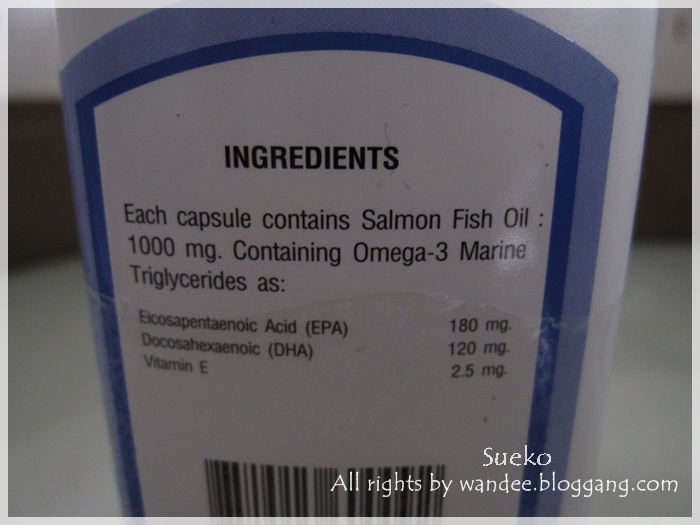 INGREDIENTS
Each capsule contains Salmon Fish Oil :
1000 mg. Containing Omega-3 Marine
Triglycerides as:
Eicosapentaenoic Acid (EPA) 180 mg.
Docosahexaenoic (DHA) 120 mg.
Vitamin E 2.5 mg.
Sueko
All rights by wandee.bloggang.com